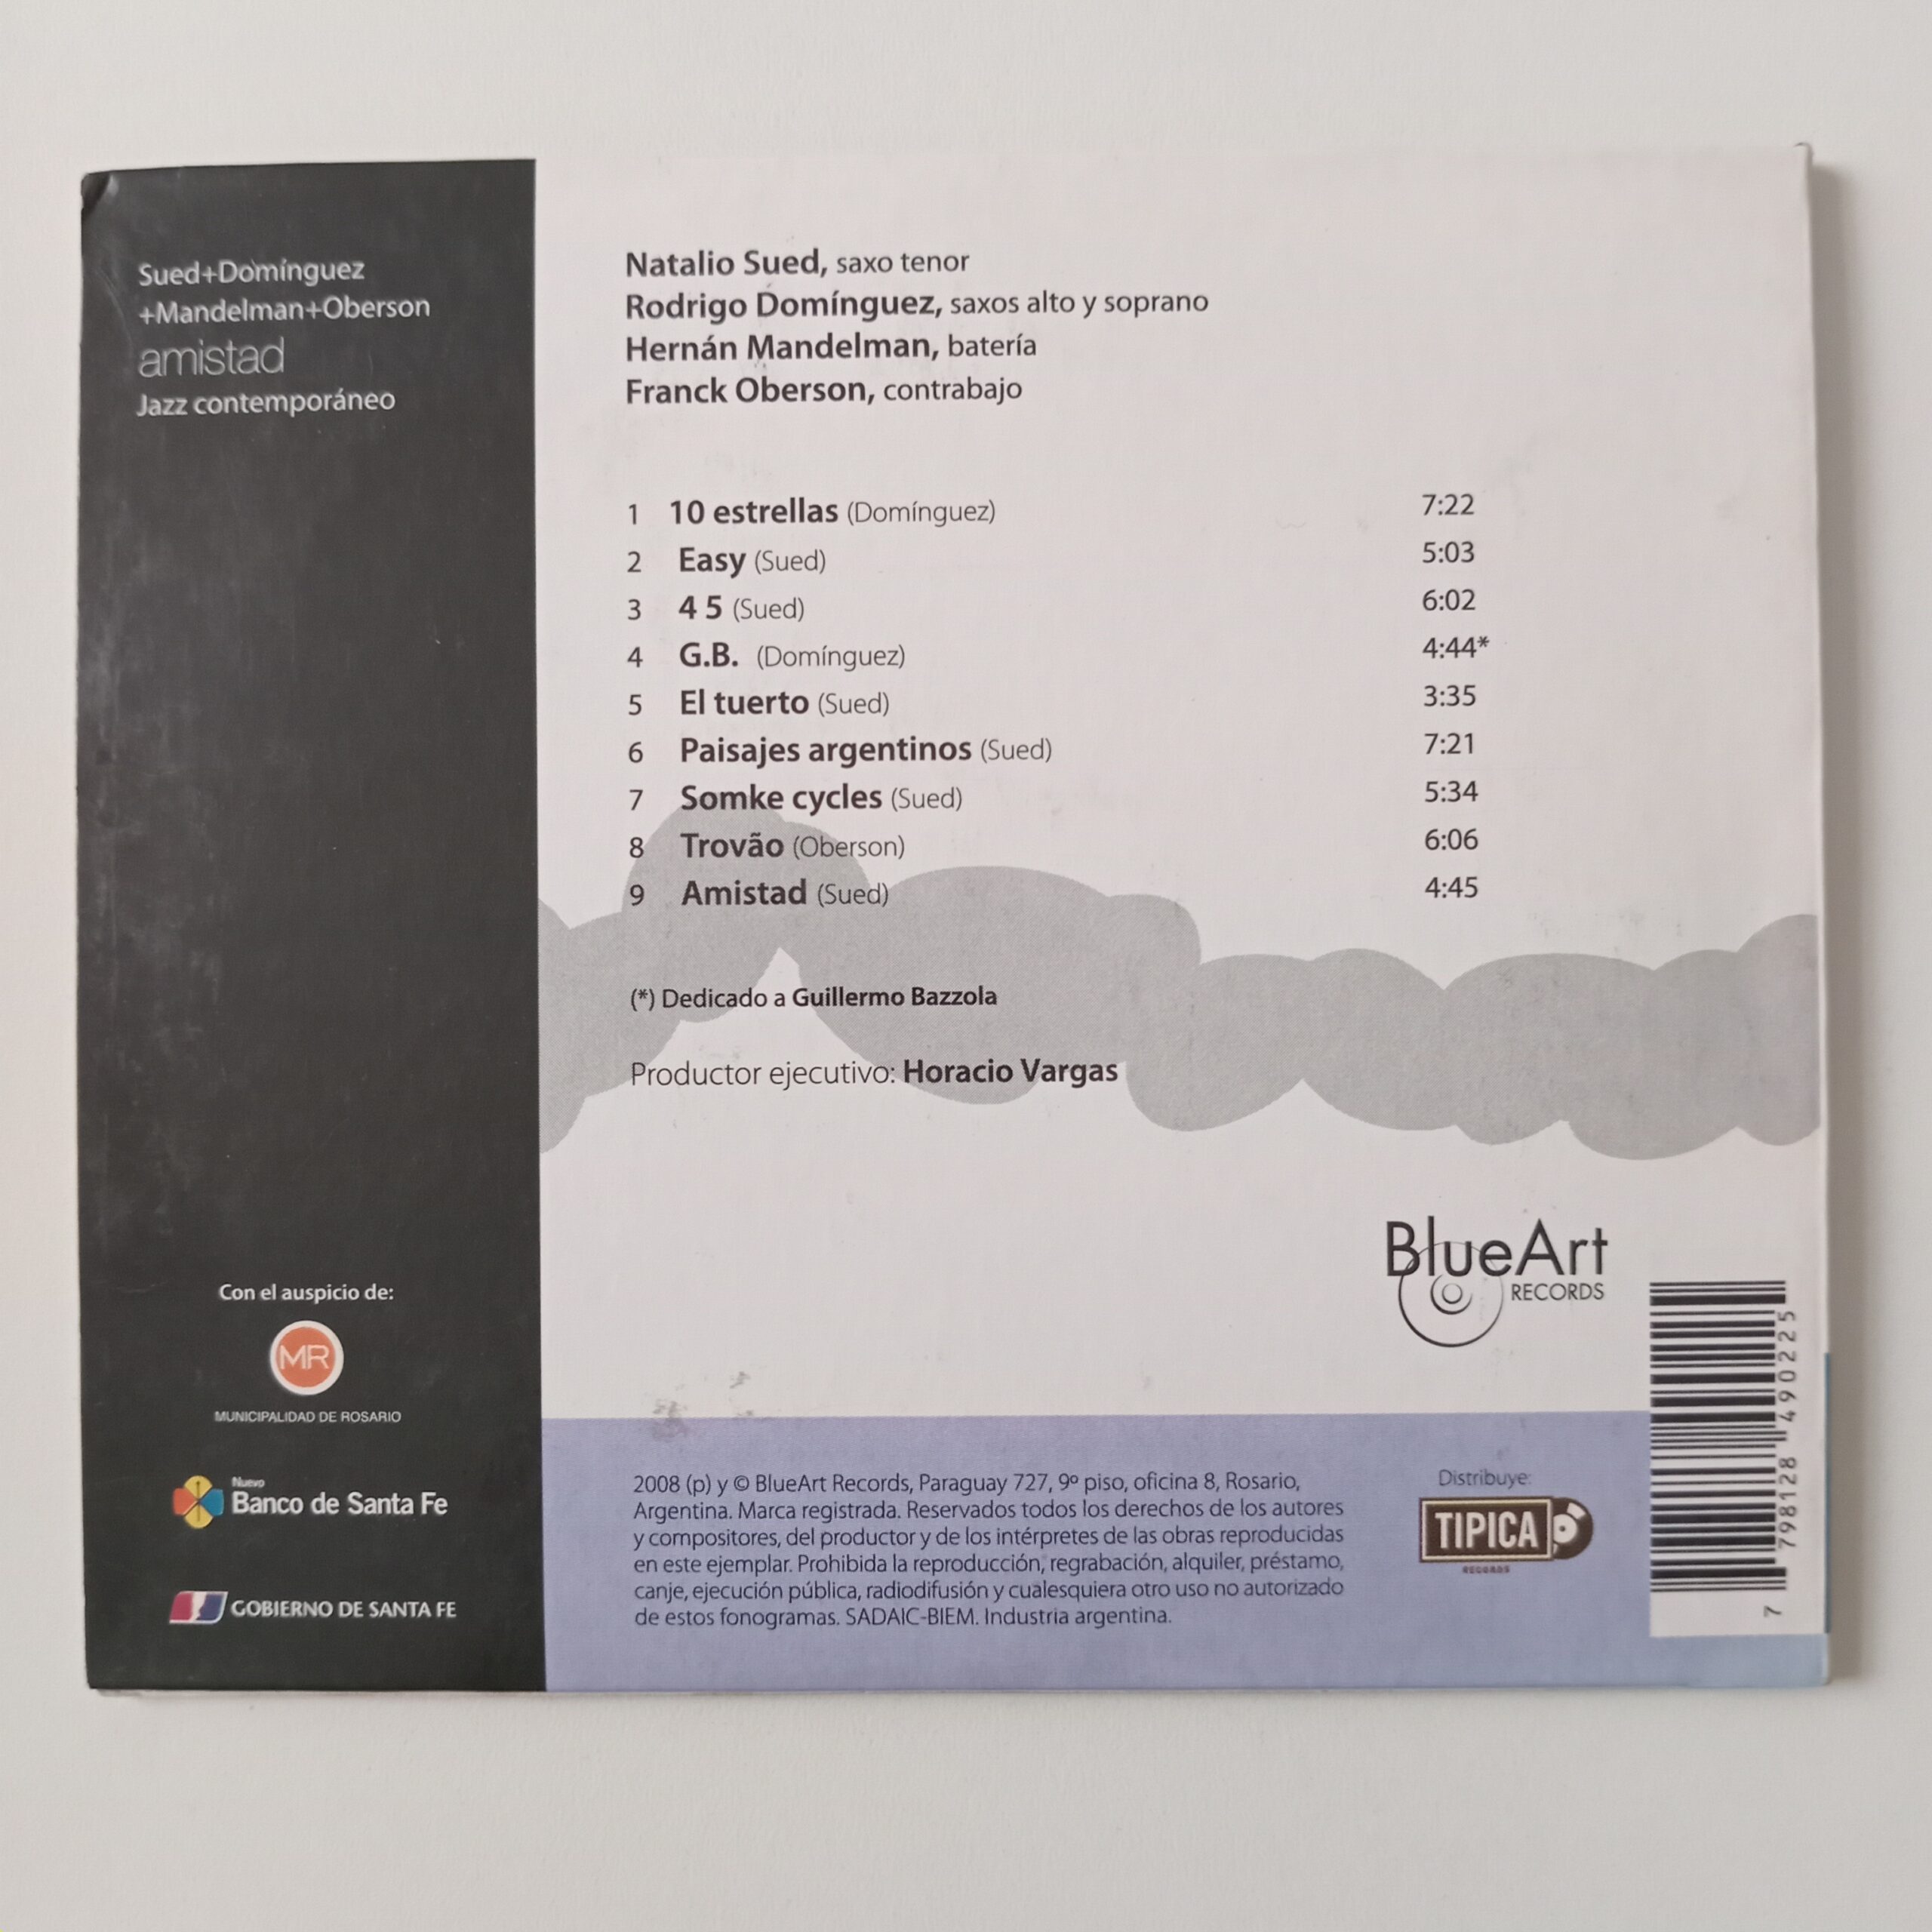 Sued+Domínguez
+Mandelman+Oberson
amistad
Jazz contemporáneo
Con el auspicio de:
MR
MUNICIPALIDAD DE ROSARIO
Nuevo
Banco de Santa Fe
GOBIERNO DE SANTA FE
Natalio Sued, saxo tenor
Rodrigo Domínguez, saxos alto y soprano
Hernán Mandelman, batería
Franck Oberson, contrabajo
1 10 estrellas (Domínguez) 7:22
2 Easy (Sued) 5:03
3 4 5 (Sued) 6:02
4 G.B. (Domínguez) 4:44*
5 El tuerto (Sued) 3:35
6 Paisajes argentinos (Sued) 7:21
7 Somke cycles (Sued) 5:34
8 Trovão (Oberson) 6:06
9 Amistad (Sued) 4:45
(*) Dedicado a Guillermo Bazzola
Productor ejecutivo: Horacio Vargas
BlueArt
RECORDS
2008 (p) y © BlueArt Records, Paraguay 727, 9º piso, oficina 8, Rosario,
Argentina. Marca registrada. Reservados todos los derechos de los autores
y compositores, del productor y de los intérpretes de las obras reproducidas
en este ejemplar. Prohibida la reproducción, regrabación, alquiler, préstamo,
canje, ejecución pública, radiodifusión y cualesquiera otro uso no autorizado
de estos fonogramas. SADAIC-BIEM. Industria argentina.
Distribuye:
TIPICA
RECORDS
7 798128 490225